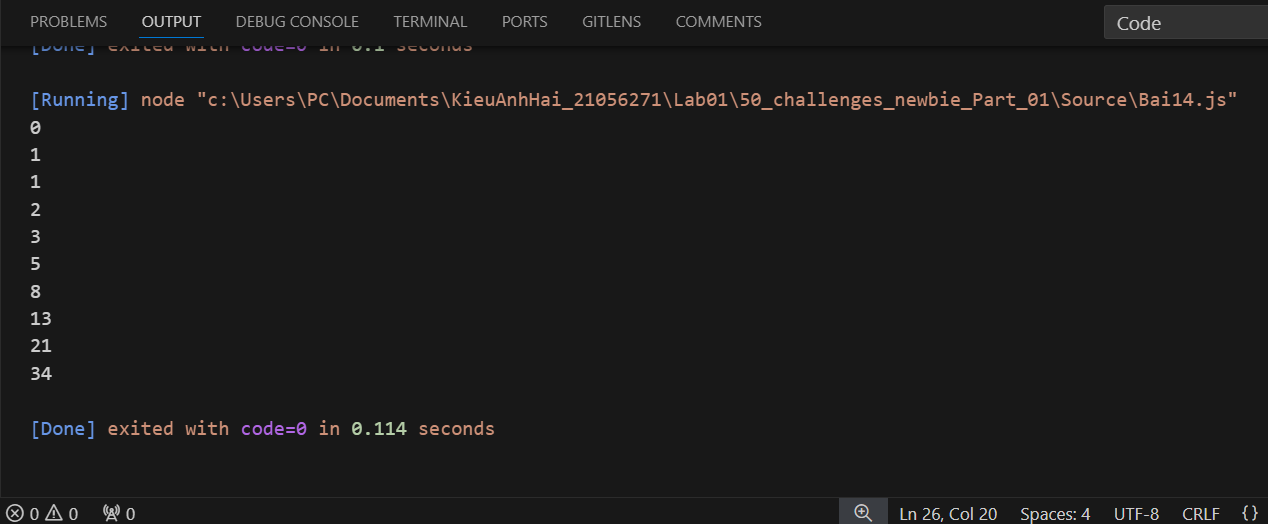 PROBLEMS OUTPUT DEBUG CONSOLE TERMINAL PORTS GITLENS COMMENTS Code
[Done] exited with code=0 in 0.1 seconds
[Running] node "c:\Users\PC\Documents\KieuAnhHai_21056271\Lab01\50_challenges_newbie_Part_01\Source\Bai14.js"
0
1
1
2
3
5
8
13
21
34
[Done] exited with code=0 in 0.114 seconds
0 0 0 Ln 26, Col 20 Spaces: 4 UTF-8 CRLF {}